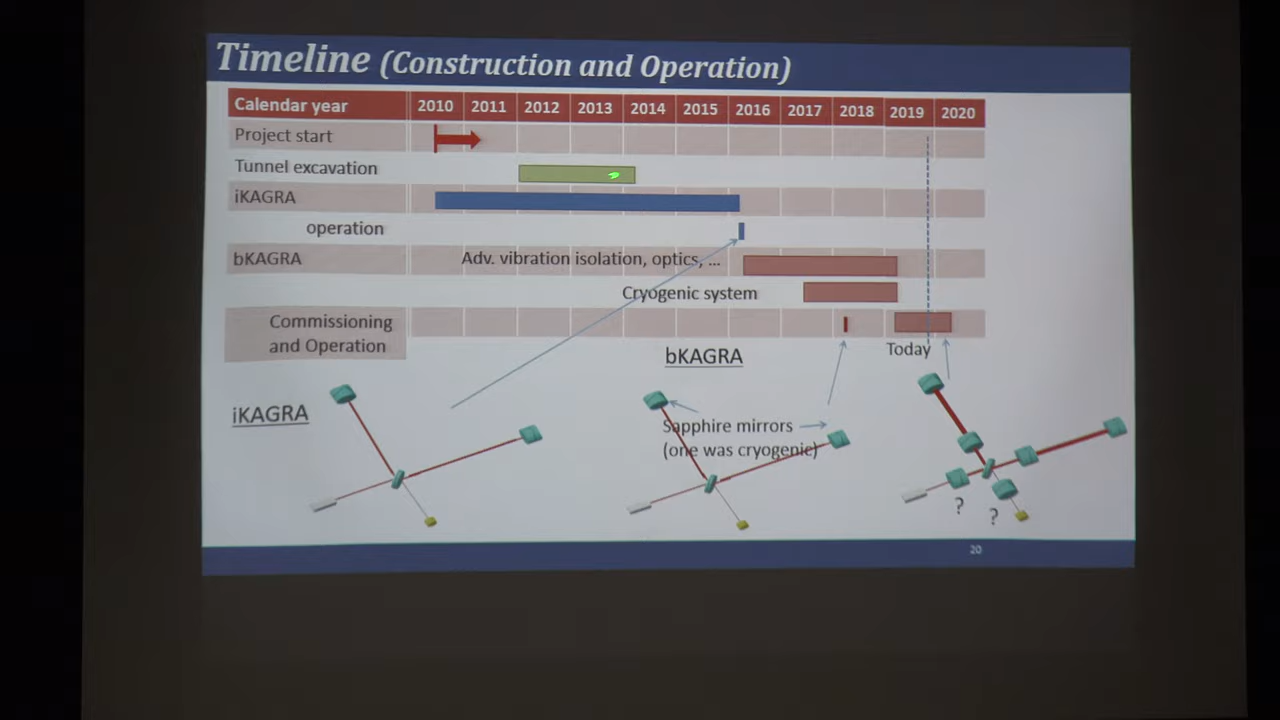 Timeline (Construction and Operation)
Calendar year 2010 2011 2012 2013 2014 2015 2016 2017 2018 2019 2020
Project start
Tunnel excavation
iKAGRA
operation
bKAGRA Adv. vibration isolation, optics, ...
Cryogenic system
Commissioning
and Operation
Today
bKAGRA
iKAGRA
Sapphire mirrors
(one was cryogenic)
?
?
20